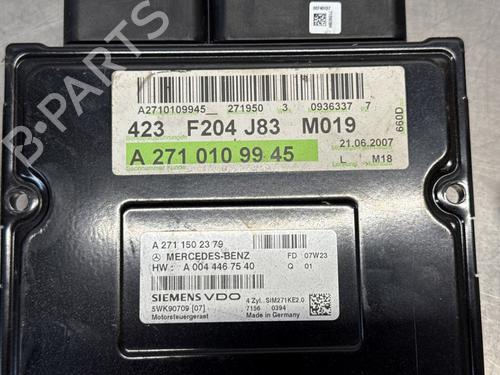 A2710109945 271950 3 0936337 7
423 F204 J83 M019
660D
21.06.2007
A 271 010 99 45
L M18
A 271 150 23 79
MERCEDES-BENZ
FD 07W23
HW : A 004 446 75 40
Q 01
SIEMENS VDO
4 Zyl., SIM271KE2.0
5WK90709 [07]
7156 0394
Motorsteuergerät
Made in Germany
B-PARTS